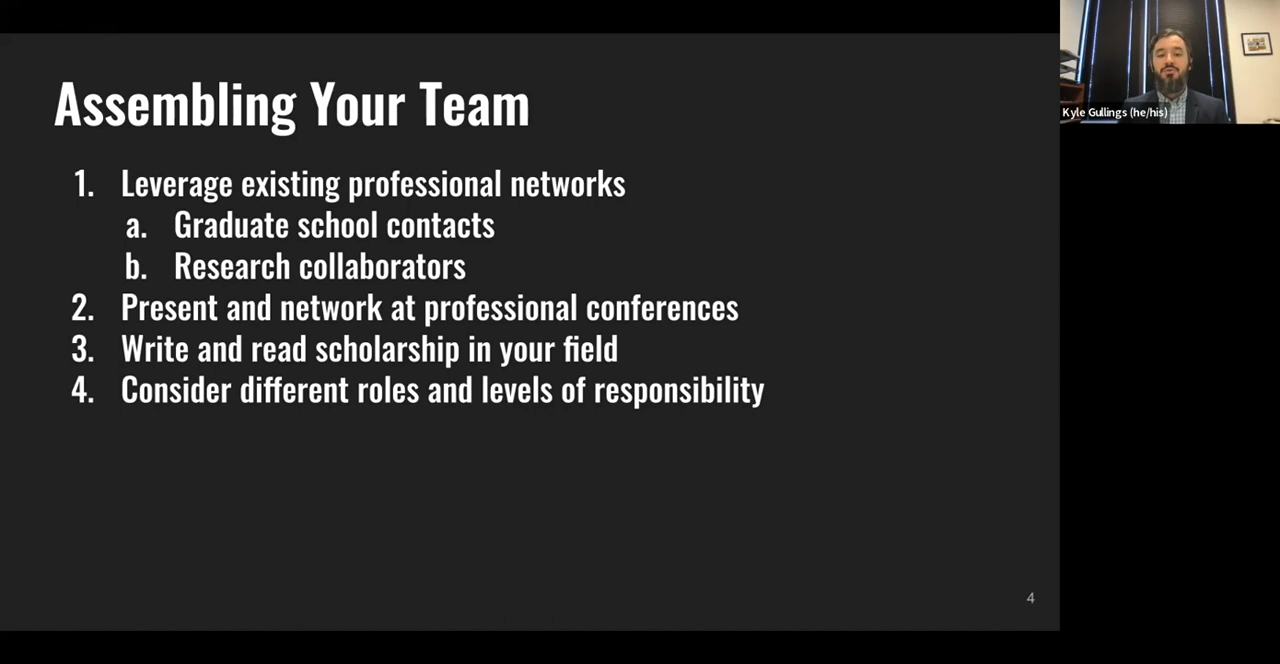 Assembling Your Team
1. Leverage existing professional networks
a. Graduate school contacts
b. Research collaborators
2. Present and network at professional conferences
3. Write and read scholarship in your field
4. Consider different roles and levels of responsibility
4
Kyle Gullings (he/his)